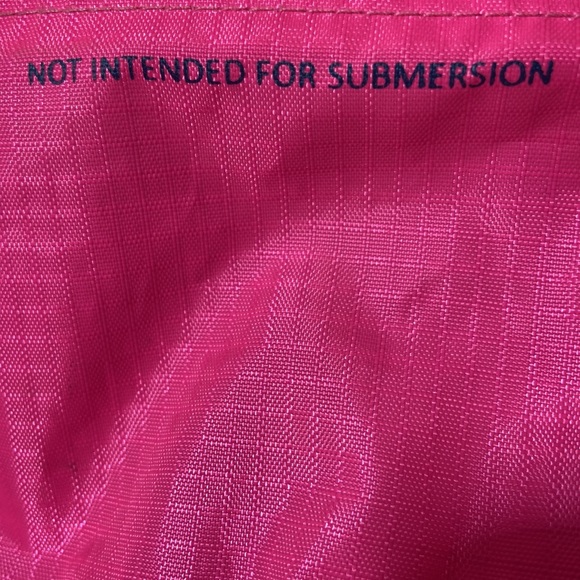 NOT INTENDED FOR SUBMERSION